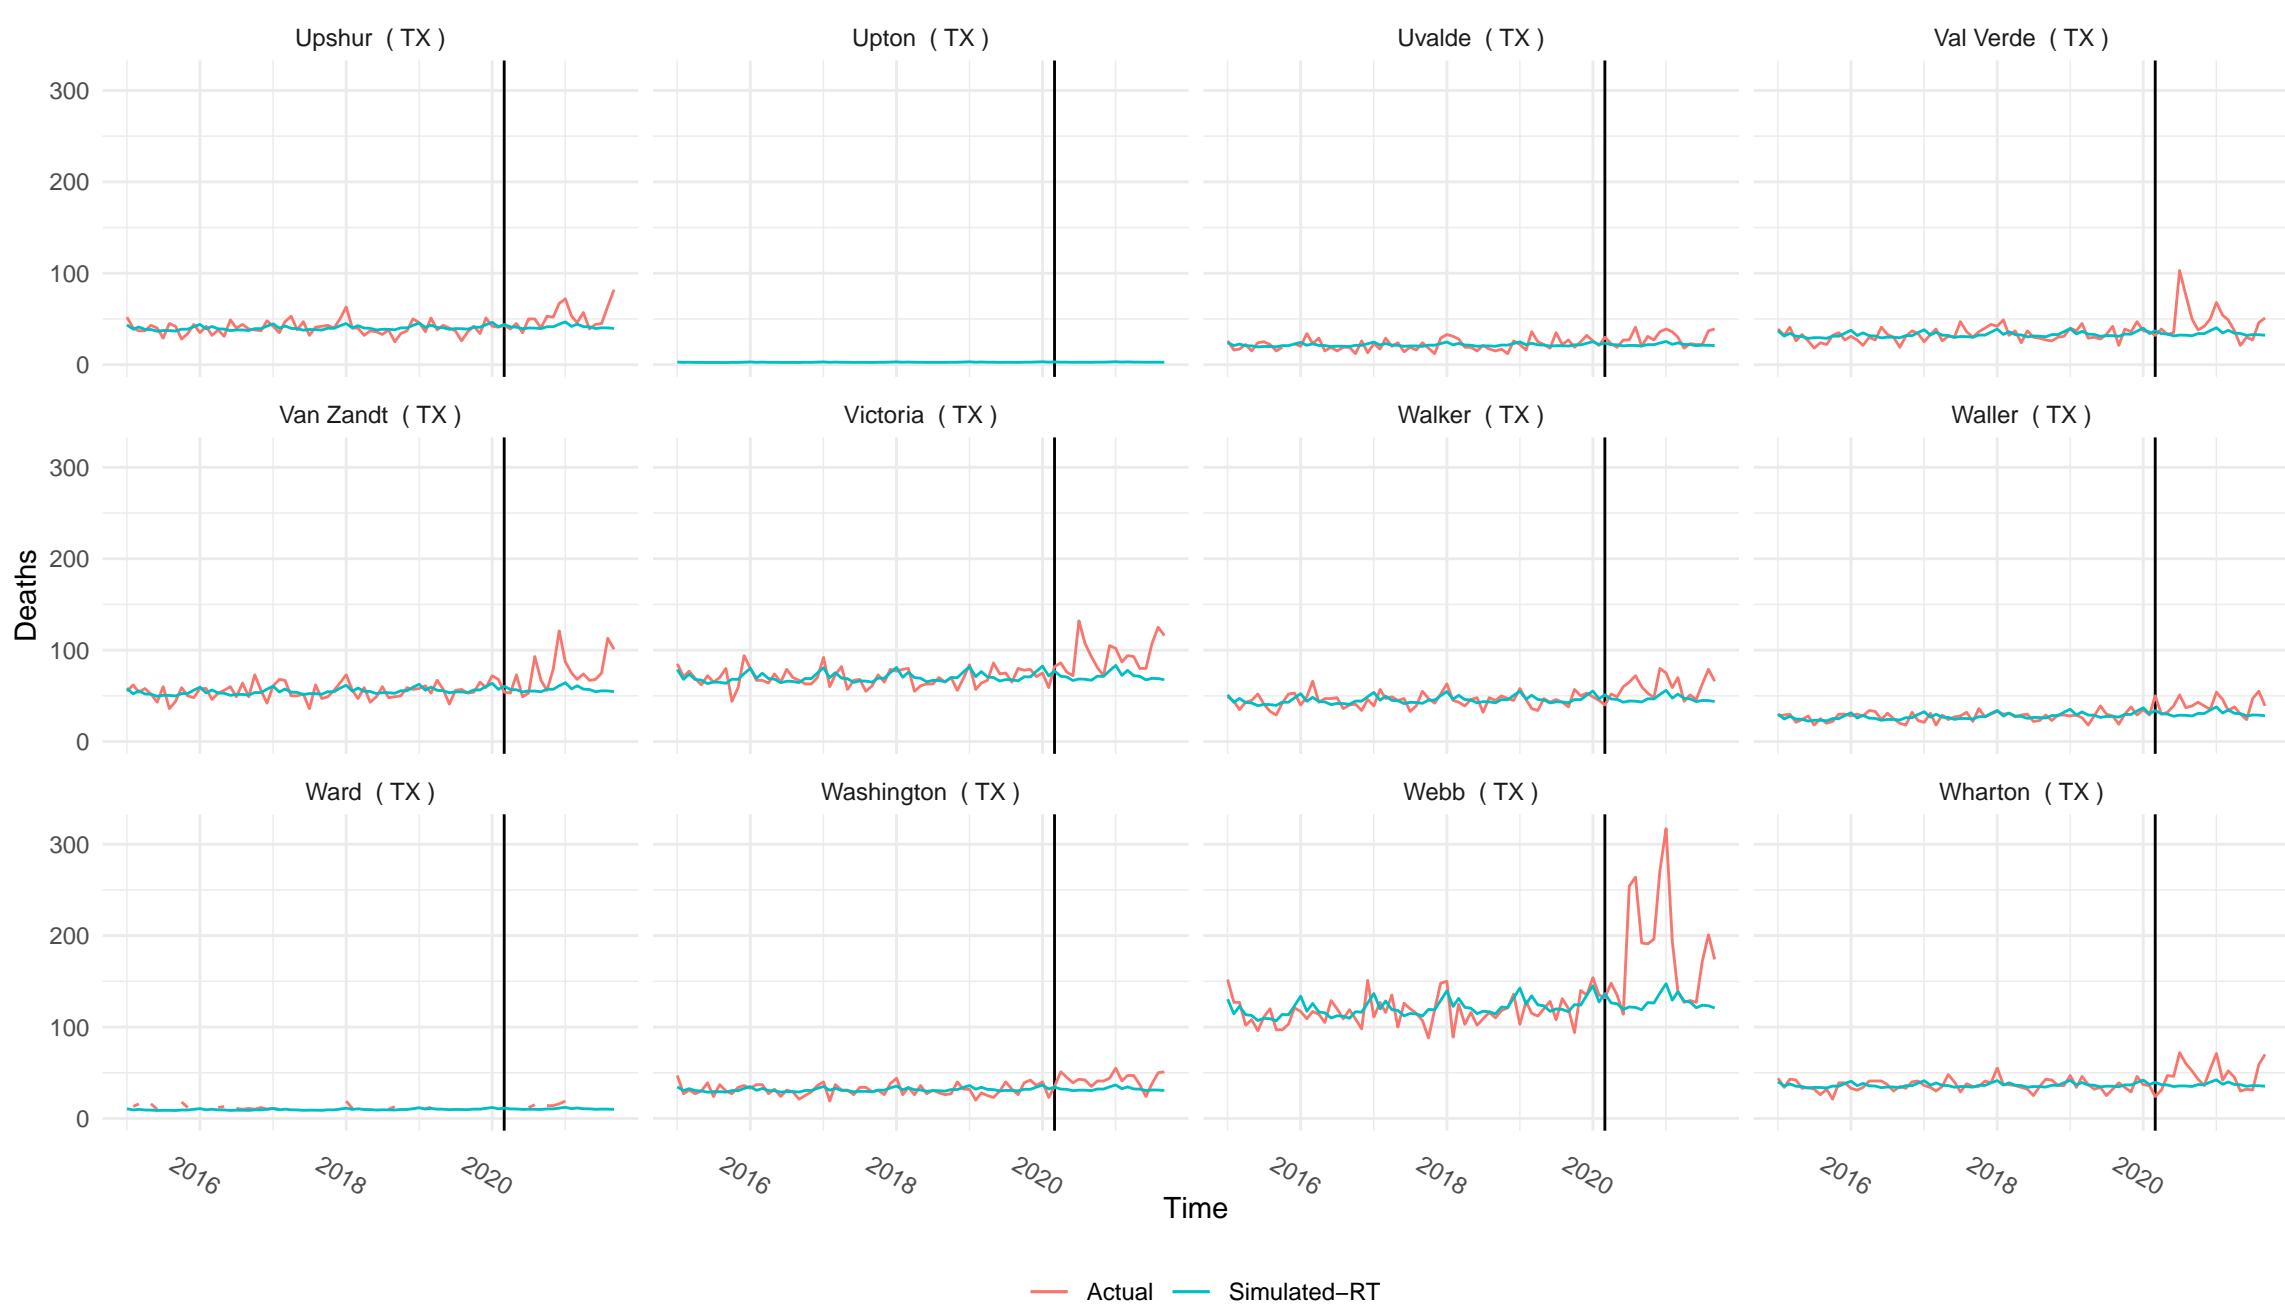 Upshur ( TX )
Upton ( TX )
Uvalde ( TX )
Val Verde ( TX )
300
200
100
0
Van Zandt ( TX )
Victoria ( TX )
Walker ( TX )
Waller ( TX )
300
200
100
0
Deaths
Ward ( TX )
Washington ( TX )
Webb ( TX )
Wharton ( TX )
300
200
100
0
2016 2018 2020
2016 2018 2020
2016 2018 2020
2016 2018 2020
Time
Actual
Simulated−RT